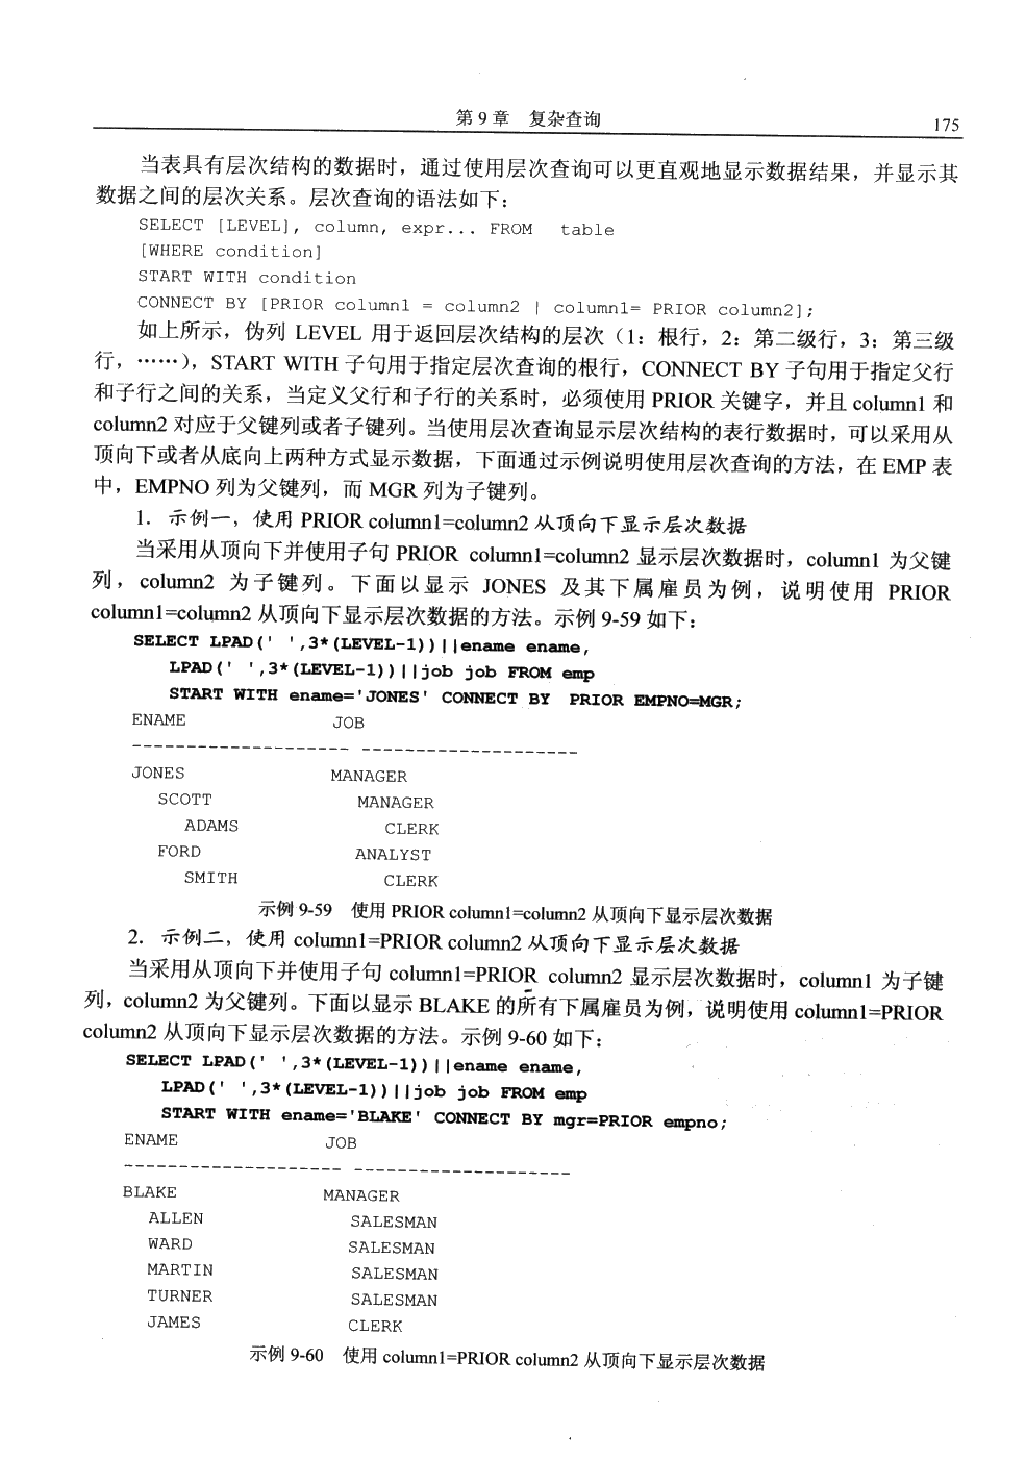 第 9 章　复杂查询
175
当表具有层次结构的数据时，通过使用层次查询可以更直观地显示数据结果，并显示其
数据之间的层次关系。层次查询的语法如下：
SELECT [LEVEL], column, expr... FROM  table
[WHERE condition]
START WITH condition
CONNECT BY [PRIOR column1 = column2 | column1= PRIOR column2];
如上所示，伪列 LEVEL 用于返回层次结构的层次（1：根行，2：第二级行，3：第三级
行，……），START WITH 子句用于指定层次查询的根行，CONNECT BY 子句用于指定父行
和子行之间的关系，当定义父行和子行的关系时，必须使用 PRIOR 关键字，并且 column1 和
column2 对应于父键列或者子键列。当使用层次查询显示层次结构的表行数据时，可以采用从
顶向下或者从底向上两种方式显示数据，下面通过示例说明使用层次查询的方法，在 EMP 表
中，EMPNO 列为父键列，而 MGR 列为子键列。
1．示例一，使用 PRIOR column1=column2 从顶向下显示层次数据
当采用从顶向下并使用子句 PRIOR column1=column2 显示层次数据时，column1 为父键
列，column2 为子键列。下面以显示 JONES 及其下属雇员为例，说明使用 PRIOR
column1=column2 从顶向下显示层次数据的方法。示例 9-59 如下：
SELECT LPAD(' ',3*(LEVEL-1))||ename ename,
LPAD(' ',3*(LEVEL-1))||job job FROM emp
START WITH ename='JONES' CONNECT BY  PRIOR EMPNO=MGR;
ENAME JOB
-------------------- --------------------
JONES MANAGER
SCOTT MANAGER
ADAMS CLERK
FORD ANALYST
SMITH CLERK
示例 9-59　使用 PRIOR column1=column2 从顶向下显示层次数据
2．示例二，使用 column1=PRIOR column2 从顶向下显示层次数据
当采用从顶向下并使用子句 column1=PRIOR column2 显示层次数据时，column1 为子键
列，column2 为父键列。下面以显示 BLAKE 的所有下属雇员为例，说明使用 column1=PRIOR
column2 从顶向下显示层次数据的方法。示例 9-60 如下：
SELECT LPAD(' ',3*(LEVEL-1))||ename ename,
LPAD(' ',3*(LEVEL-1))||job job FROM emp
START WITH ename='BLAKE' CONNECT BY mgr=PRIOR empno;
ENAME JOB
-------------------- --------------------
BLAKE MANAGER
ALLEN SALESMAN
WARD SALESMAN
MARTIN SALESMAN
TURNER SALESMAN
JAMES CLERK
示例 9-60　使用 column1=PRIOR column2 从顶向下显示层次数据